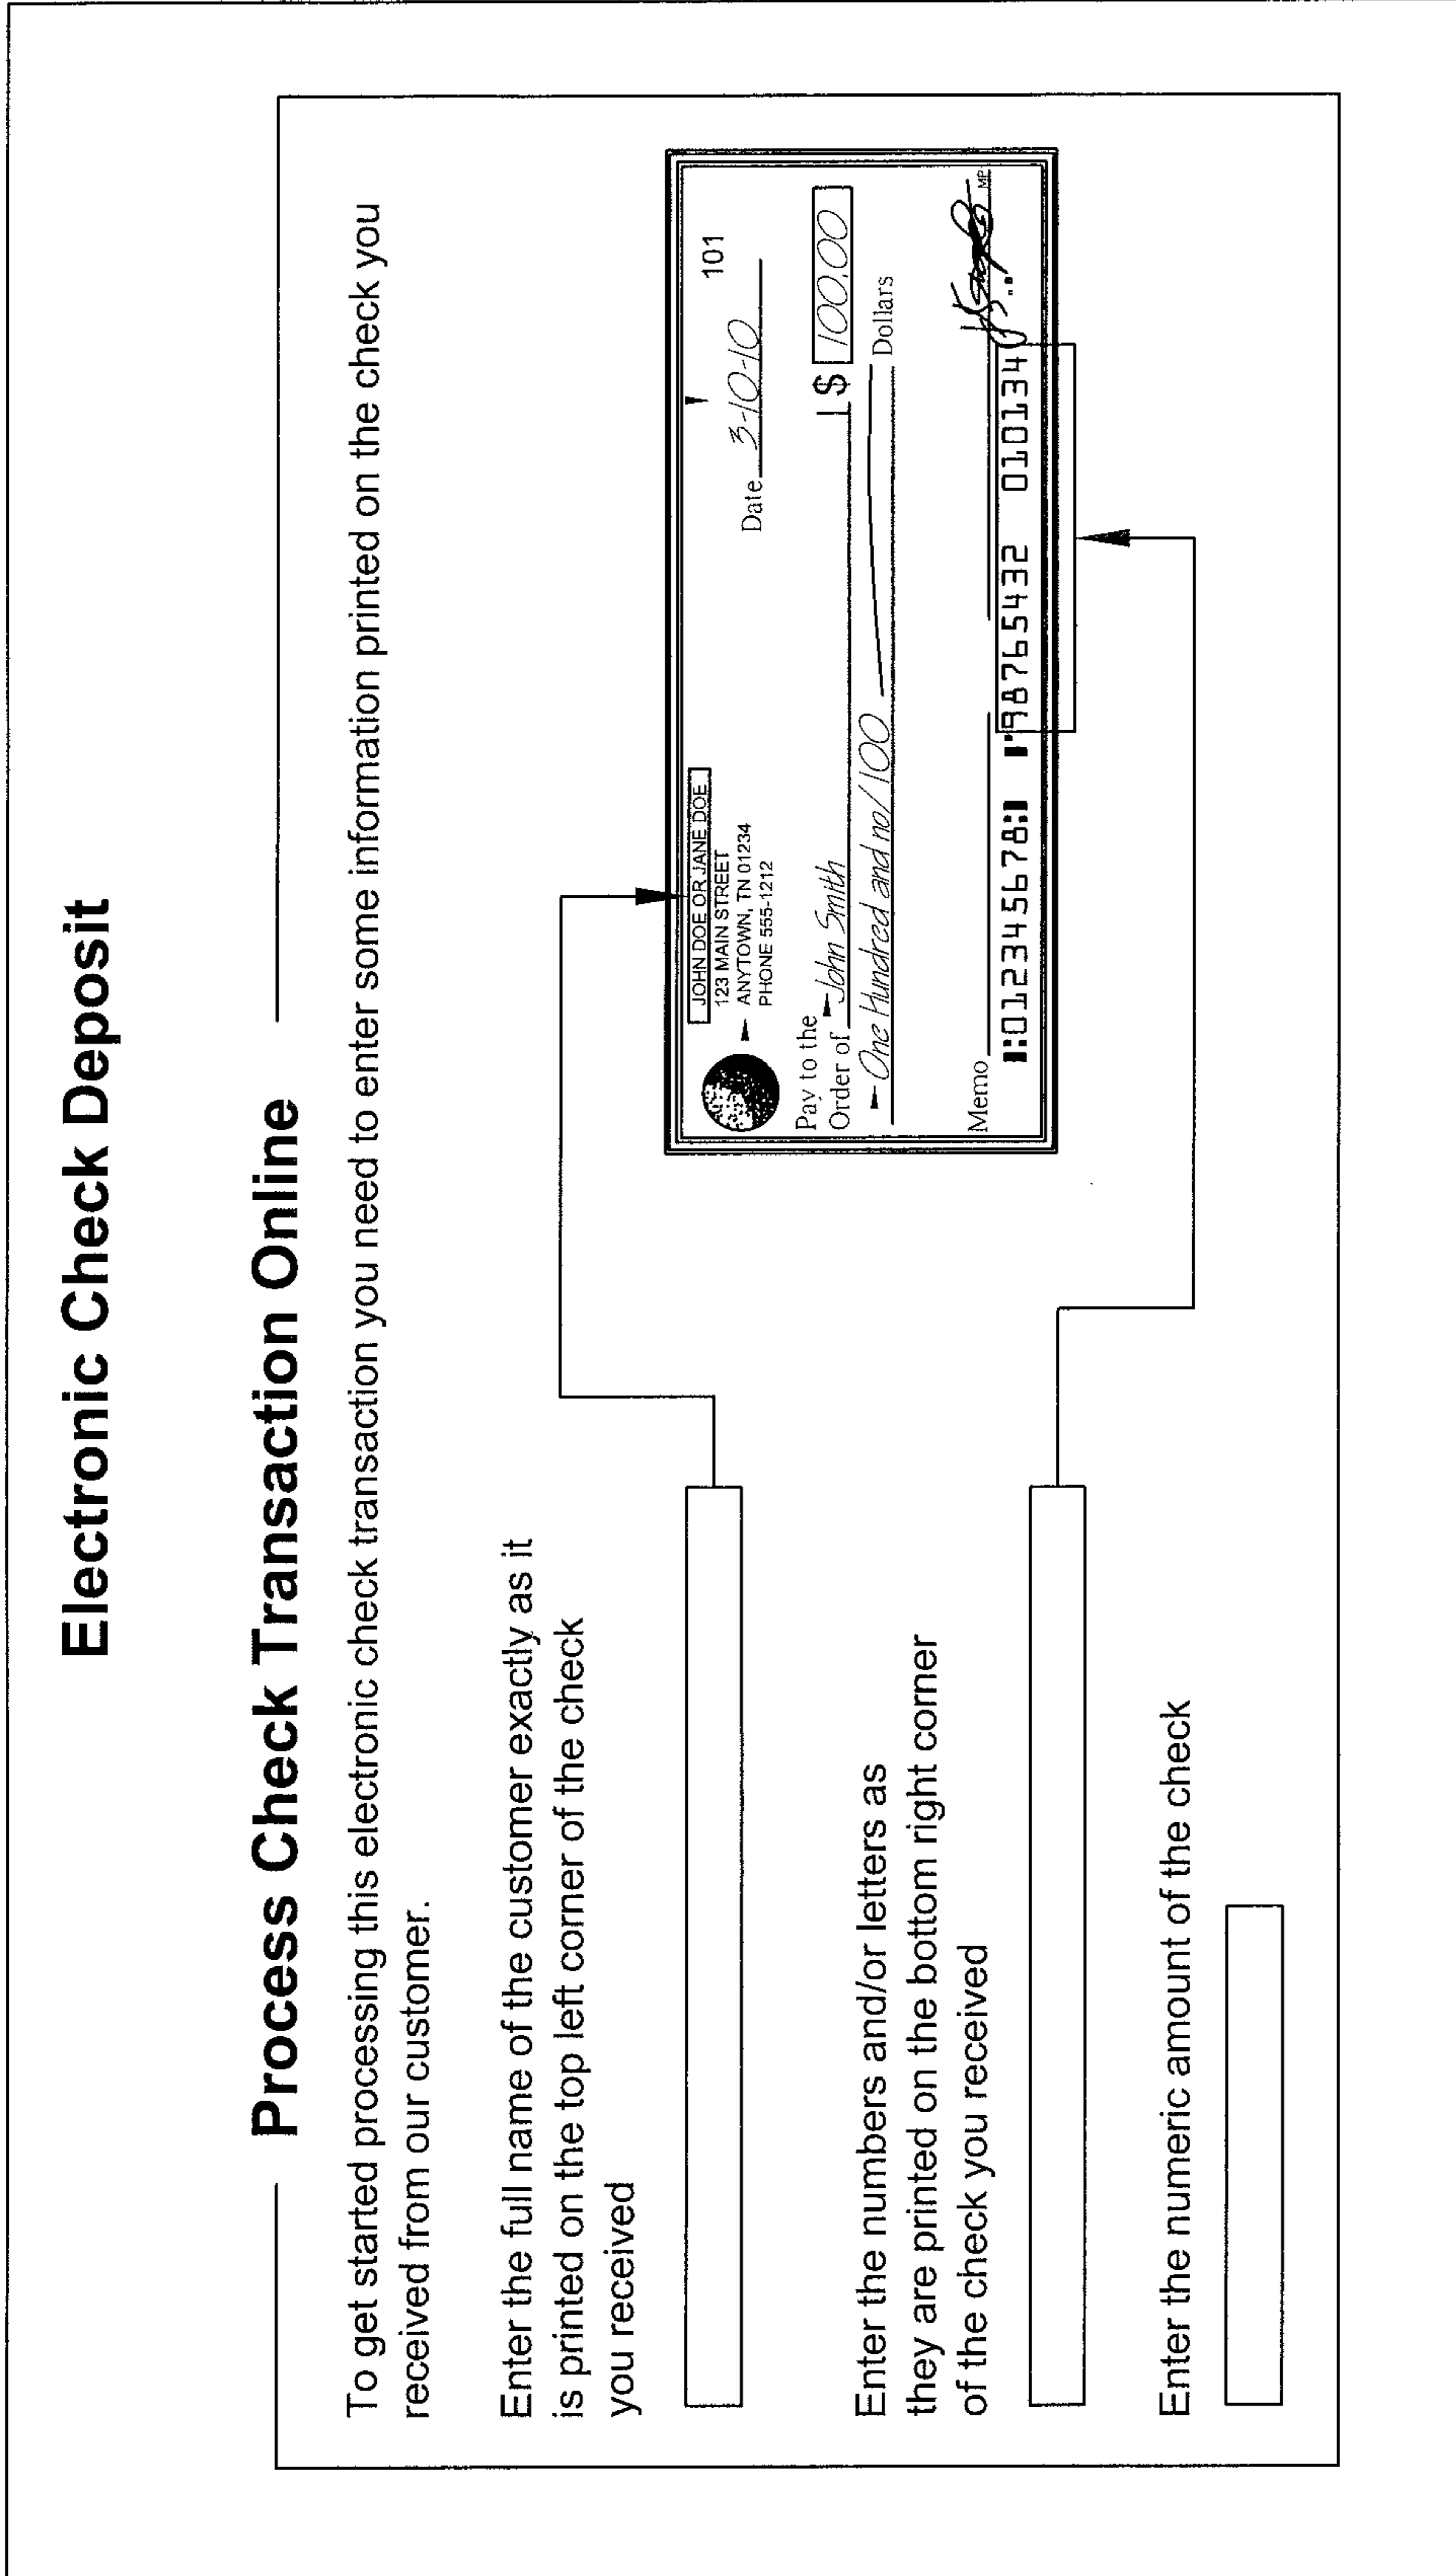 Electronic Check Deposit
Process Check Transaction Online
To get started processing this electronic check transaction you need to enter some information printed on the check you
received from our customer.
Enter the full name of the customer exactly as it
is printed on the top left corner of the check
you received
Enter the numbers and/or letters as
they are printed on the bottom right corner
of the check you received
Enter the numeric amount of the check
JOHN DOE OR JANE DOE
123 MAIN STREET
ANYTOWN, TN 01234
PHONE 555-1212
101
Date 3-10-10
Pay to the
Order of John Smith
$ 100.00
One Hundred and no/100 Dollars
Memo
MP
⑆012345678⑆ ⑈98765432 010134